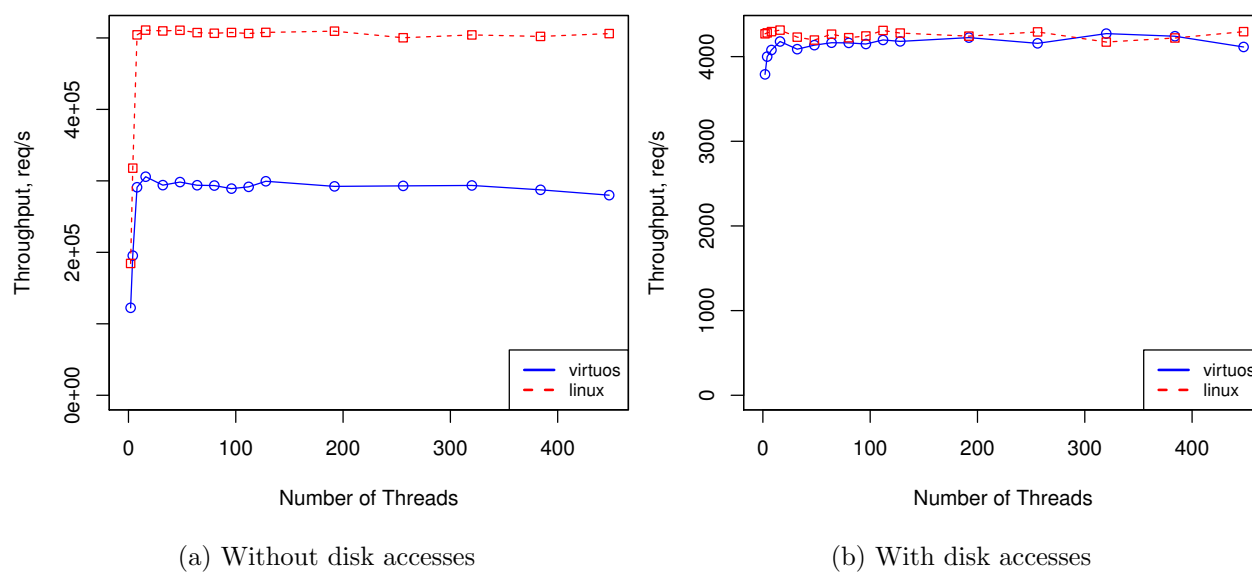 Throughput, req/s
4e+05
2e+05
0e+00
0 100 200 300 400
Number of Threads
virtuos
linux
(a) Without disk accesses
Throughput, req/s
4000
3000
2000
1000
0
0 100 200 300 400
Number of Threads
virtuos
linux
(b) With disk accesses